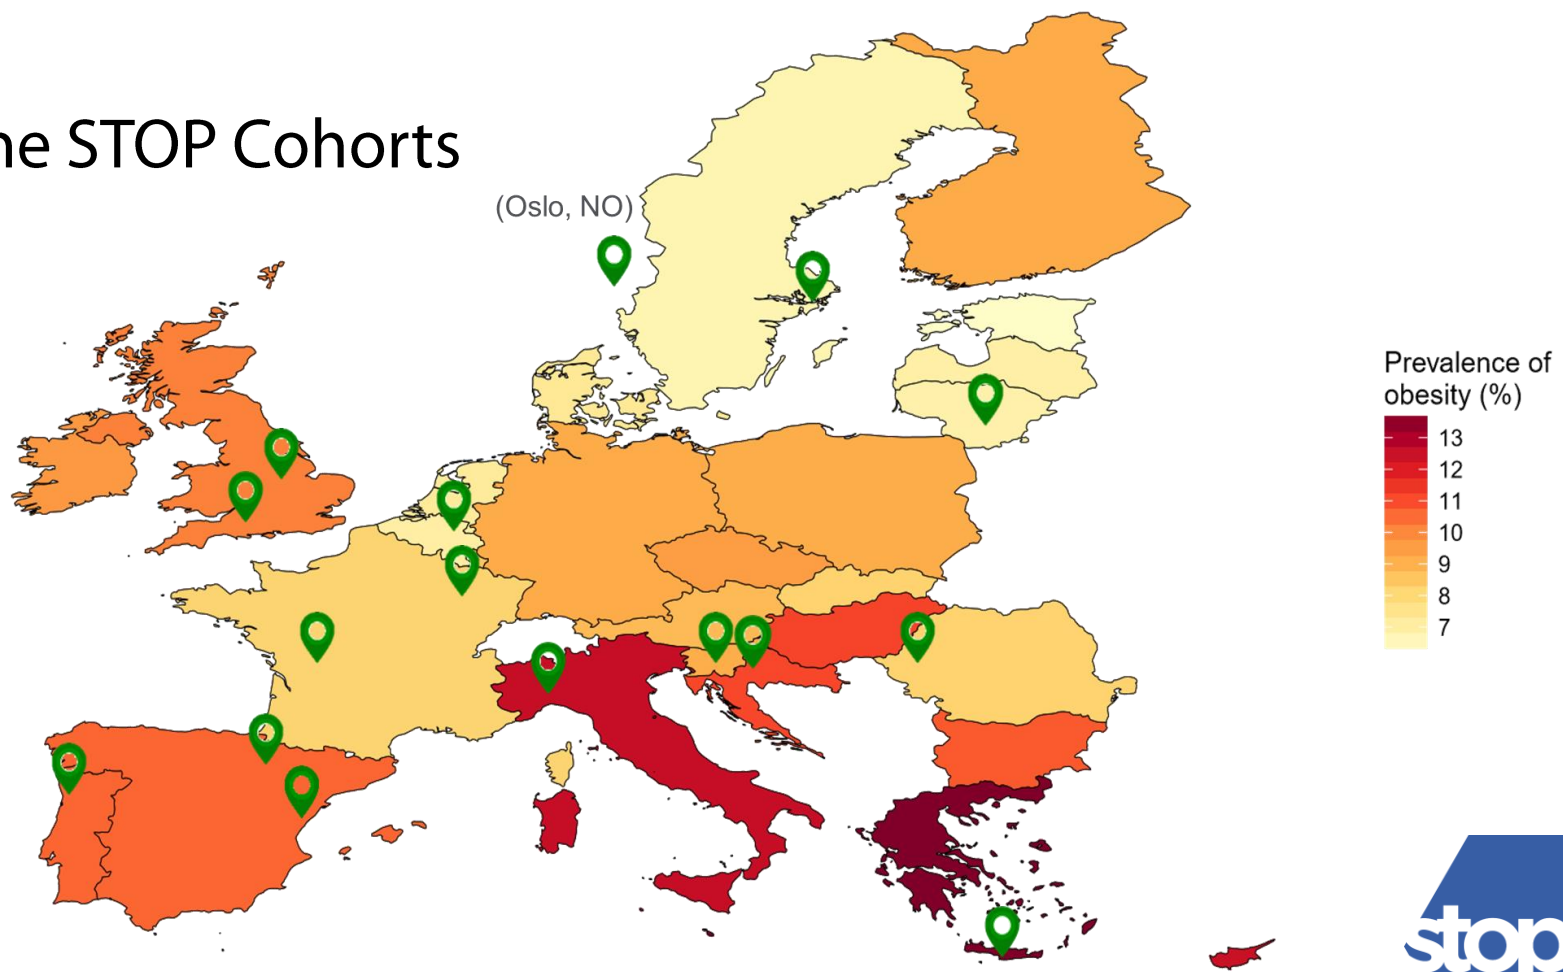 he STOP Cohorts
(Oslo, NO)
Prevalence of
obesity (%)
13
12
11
10
9
8
7
stop